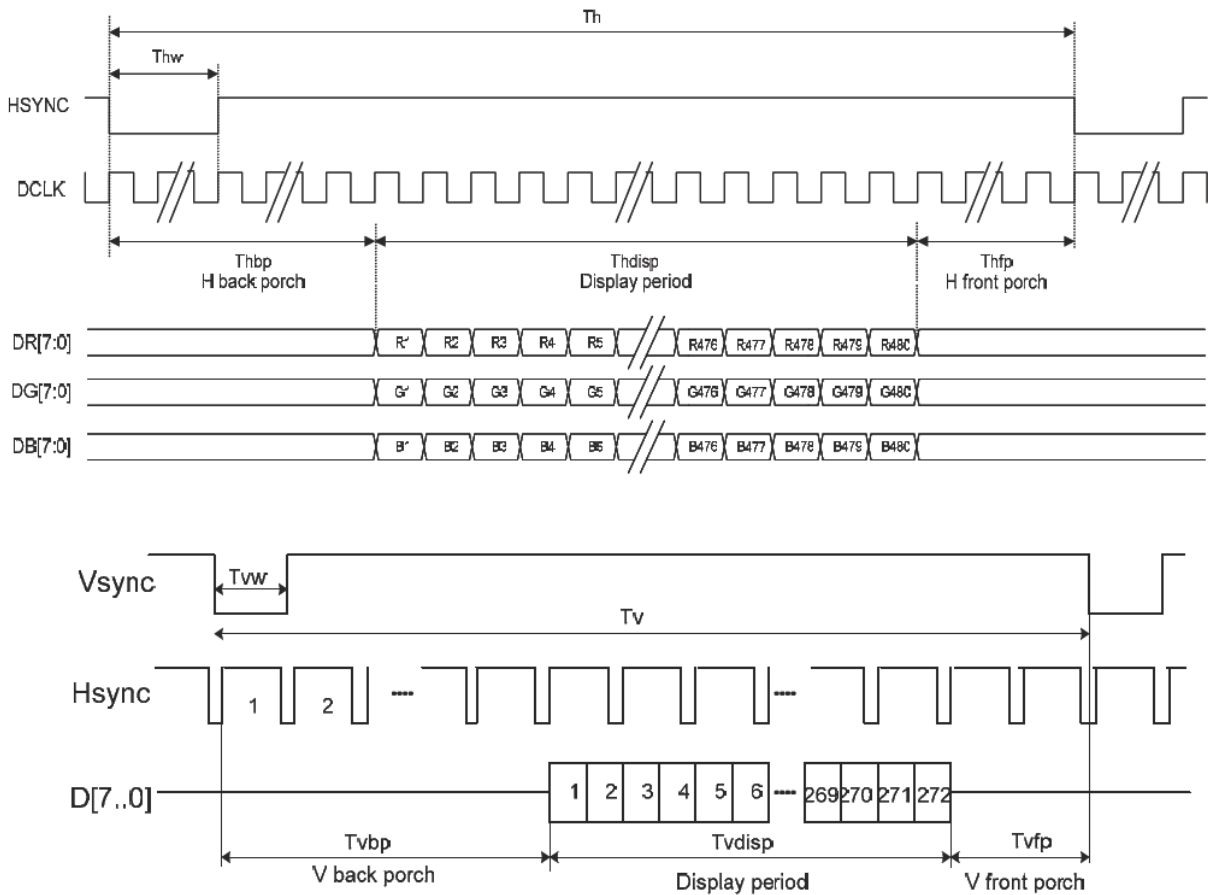 Th
Thw
HSYNC
DCLK
Thbp Thdisp Thfp
H back porch Display period H front porch
DR[7:0] R1 R2 R3 R4 R5 R476 R477 R478 R479 R480
DG[7:0] G1 G2 G3 G4 G5 G476 G477 G478 G479 G480
DB[7:0] B1 B2 B3 B4 B5 B476 B477 B478 B479 B480
Vsync Tvw
Tv
Hsync 1 2 ---- ----
D[7..0] 1 2 3 4 5 6 ---- 269 270 271 272
Tvbp Tvdisp Tvfp
V back porch Display period V front porch